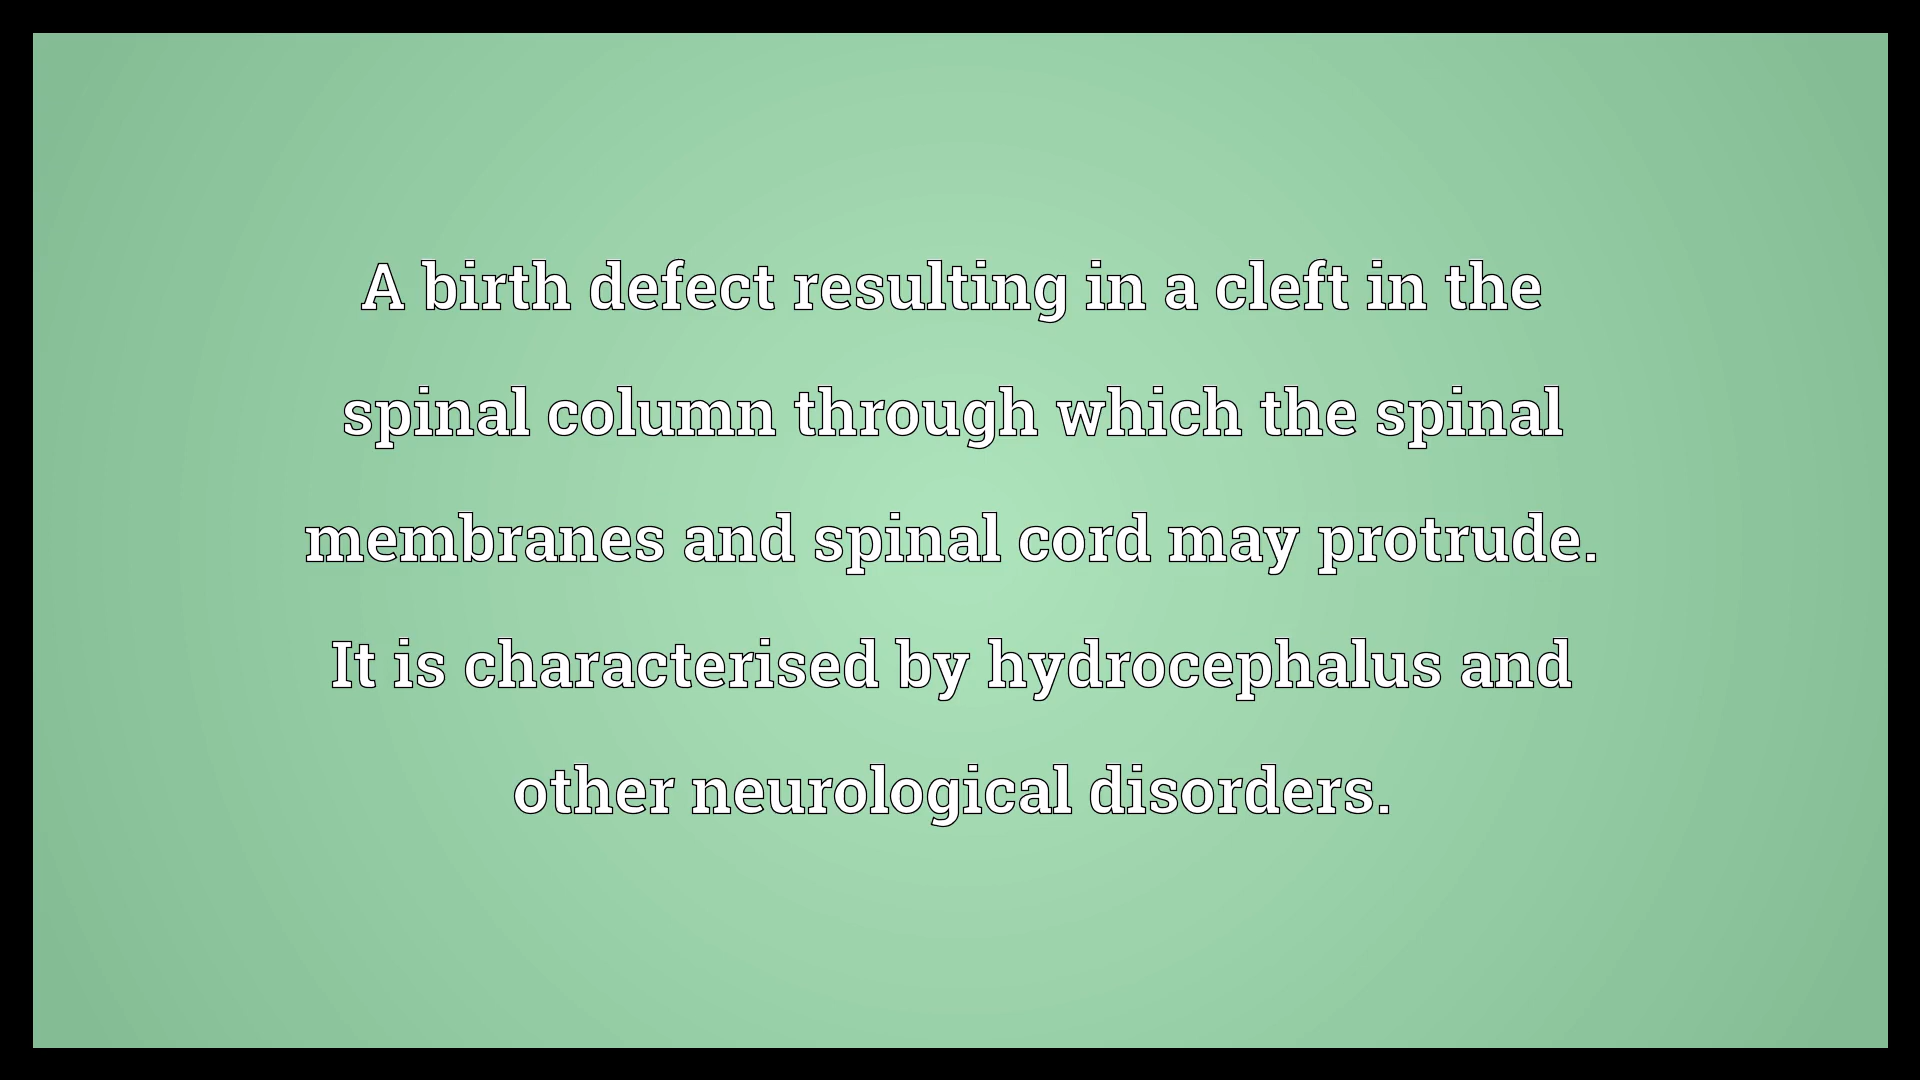 A birth defect resulting in a cleft in the
spinal column through which the spinal
membranes and spinal cord may protrude.
It is characterised by hydrocephalus and
other neurological disorders.